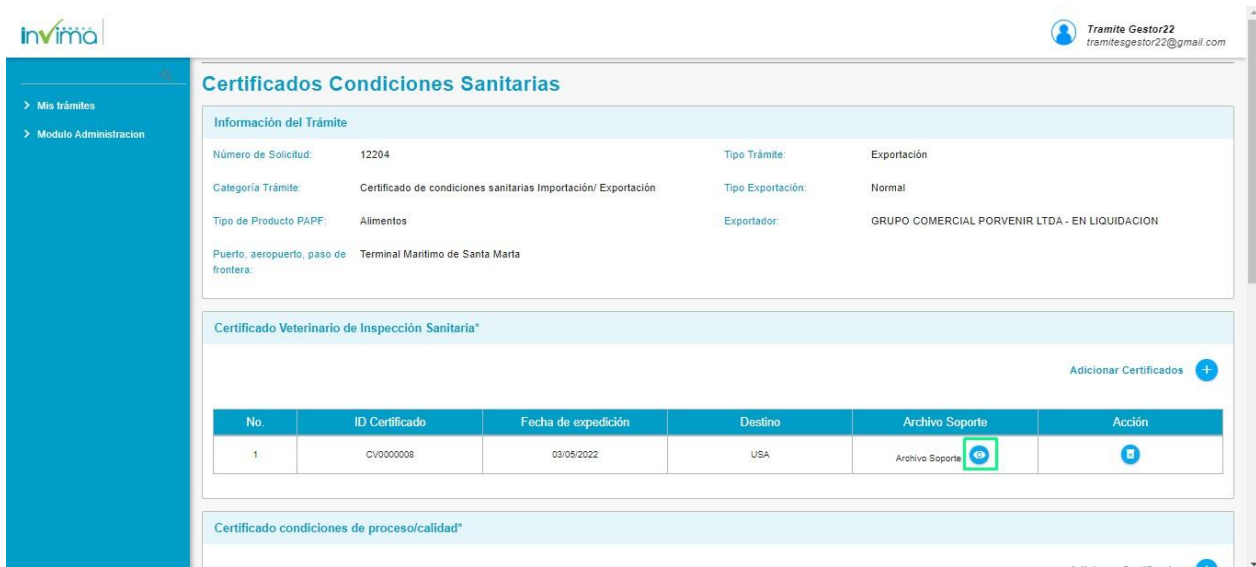 invima
Tramite Gestor22
tramitesgestor22@gmail.com
> Mis trámites
> Modulo Administracion
Certificados Condiciones Sanitarias
Información del Trámite
Número de Solicitud: 12204 Tipo Trámite: Exportación
Categoría Trámite: Certificado de condiciones sanitarias Importación/ Exportación Tipo Exportación: Normal
Tipo de Producto PAPF: Alimentos Exportador: GRUPO COMERCIAL PORVENIR LTDA - EN LIQUIDACION
Puerto, aeropuerto, paso de frontera: Terminal Maritimo de Santa Marta
Certificado Veterinario de Inspección Sanitaria*
Adicionar Certificados +
No. ID Certificado Fecha de expedición Destino Archivo Soporte Acción
1 CV0000008 03/05/2022 USA Archivo Soporte
Certificado condiciones de proceso/calidad*